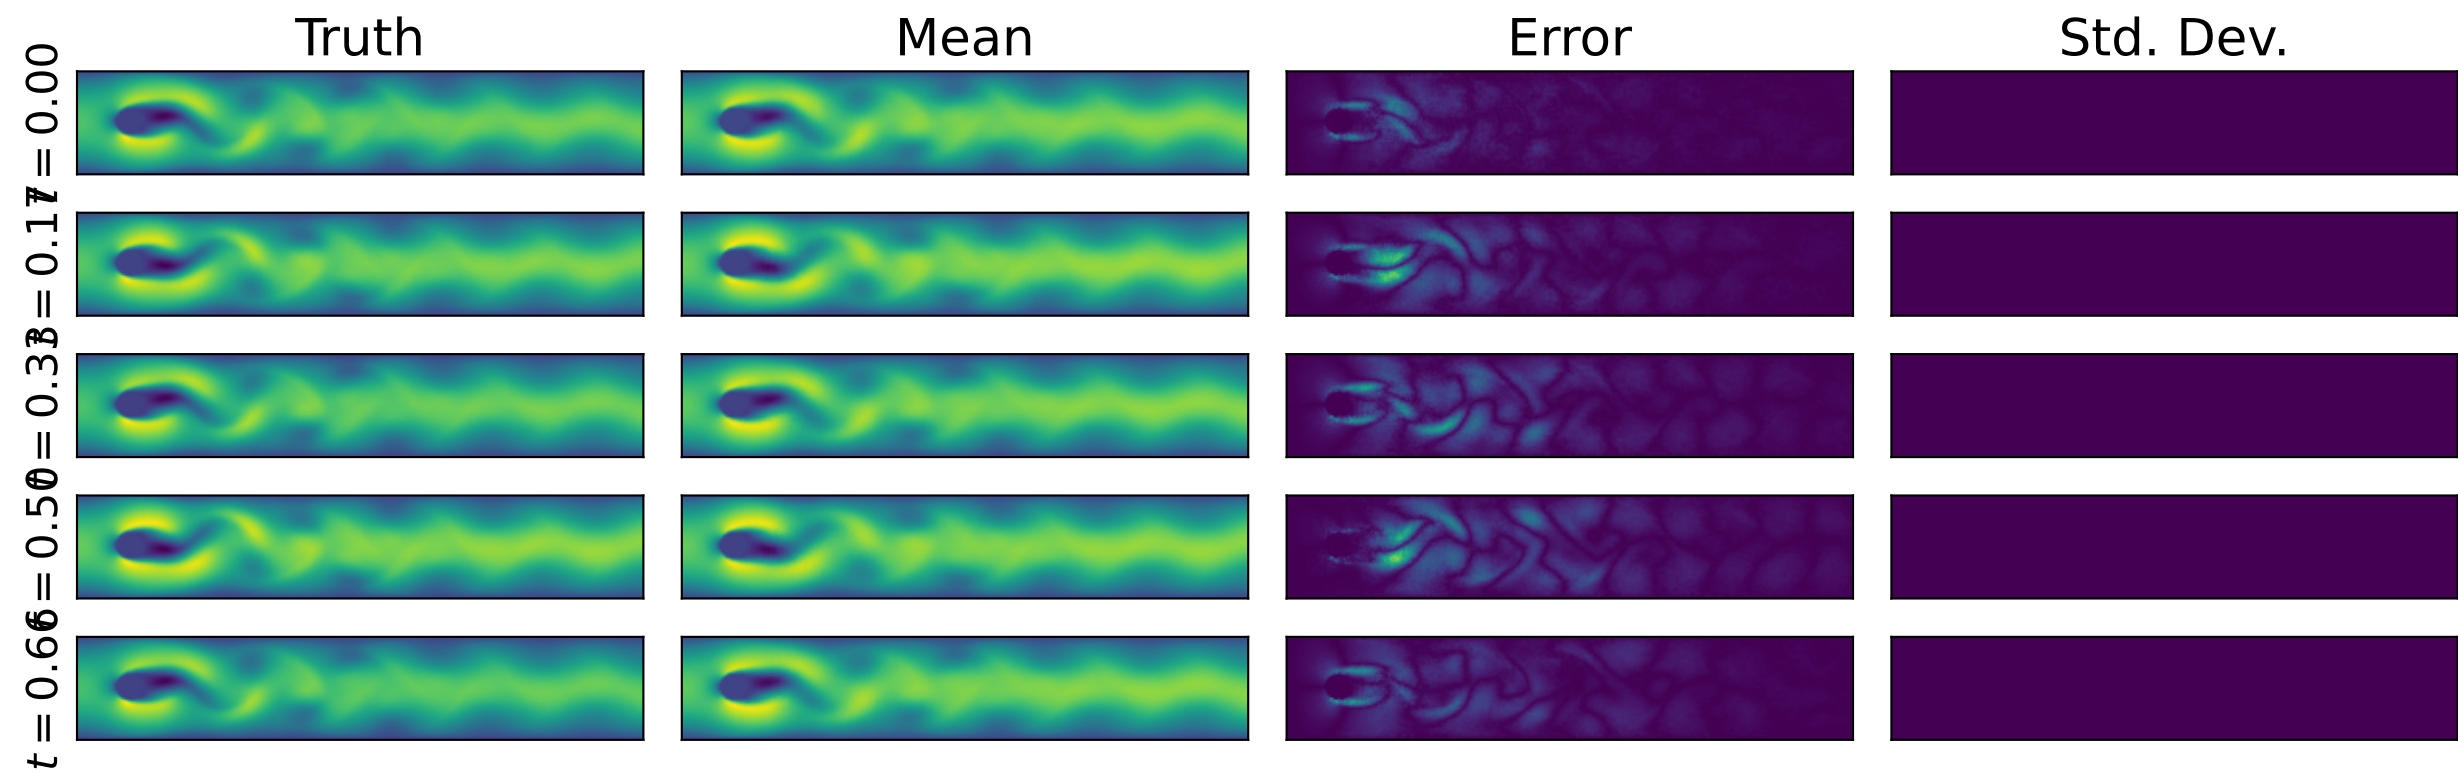 Truth Mean Error Std. Dev.
t = 0.00
t = 0.17
t = 0.33
t = 0.50
t = 0.66